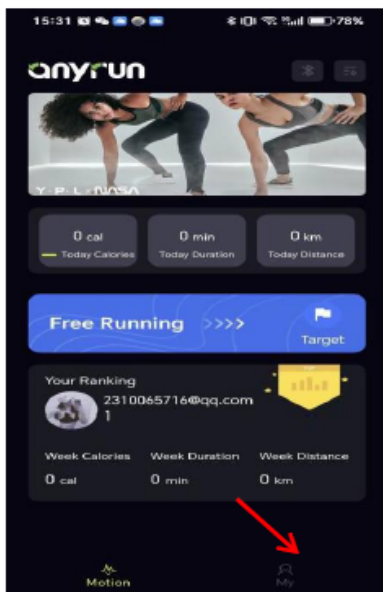 15:31 78%
anyrun
Y·P·L × NASA
0 cal 0 min 0 km
Today Calories Today Duration Today Distance
Free Running >>>>
Target
Your Ranking
2310065716@qq.com
1
Week Calories Week Duration Week Distance
0 cal 0 min 0 km
Motion My